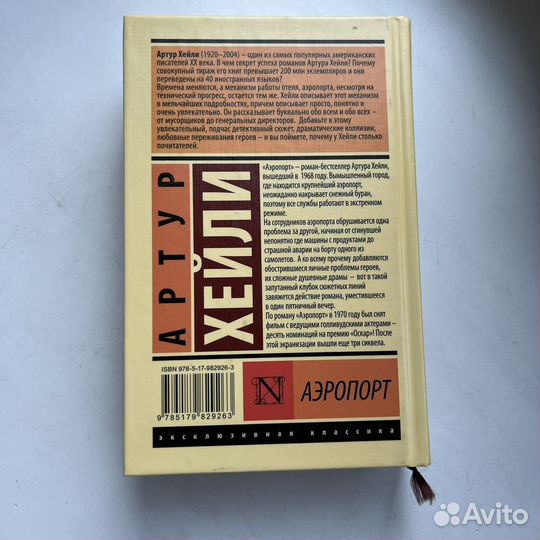 Артур Хейли (1920–2004) – один из самых популярных американских
писателей XX века. В чем секрет успеха романов Артура Хейли? Почему
совокупный тираж его книг превышает 200 млн экземпляров и они
переведены на 40 иностранных языков?
Времена меняются, а механизм работы отеля, аэропорта, несмотря на
технический прогресс, остается тем же. Хейли описывает этот механизм
в мельчайших подробностях, причем описывает просто, понятно и
очень увлекательно. Он рассказывает буквально обо всем и обо всех –
от мусорщиков до генеральных директоров. Добавьте к этому
увлекательный, подчас детективный сюжет, драматические коллизии,
любовные переживания героев – и вы поймете, почему у Хейли столько
почитателей.
АРТУР
ХЕЙЛИ
«Аэропорт» – роман-бестселлер Артура Хейли,
вышедший в 1968 году. Вымышленный город,
где находится крупнейший аэропорт,
неожиданно накрывает снежный буран,
поэтому все службы работают в экстренном
режиме.
На сотрудников аэропорта обрушивается одна
проблема за другой, начиная от сгинувшей
непонятно где машины с продуктами до
страшной аварии на борту одного из
самолетов. А ко всему прочему добавляются
обострившиеся личные проблемы героев,
их сложные душевные драмы – вот в такой
запутанный клубок сюжетных линий
завяжется действие романа, уместившееся в
один пятничный вечер.
По роману «Аэропорт» в 1970 году был снят
фильм с ведущими голливудскими актерами –
десять номинаций на премию «Оскар»! После
этой экранизации вышли еще три сиквела.
ISBN 978-5-17-982926-3
9 785179 829263
N
АЭРОПОРТ
эксклюзивная классика
Avito